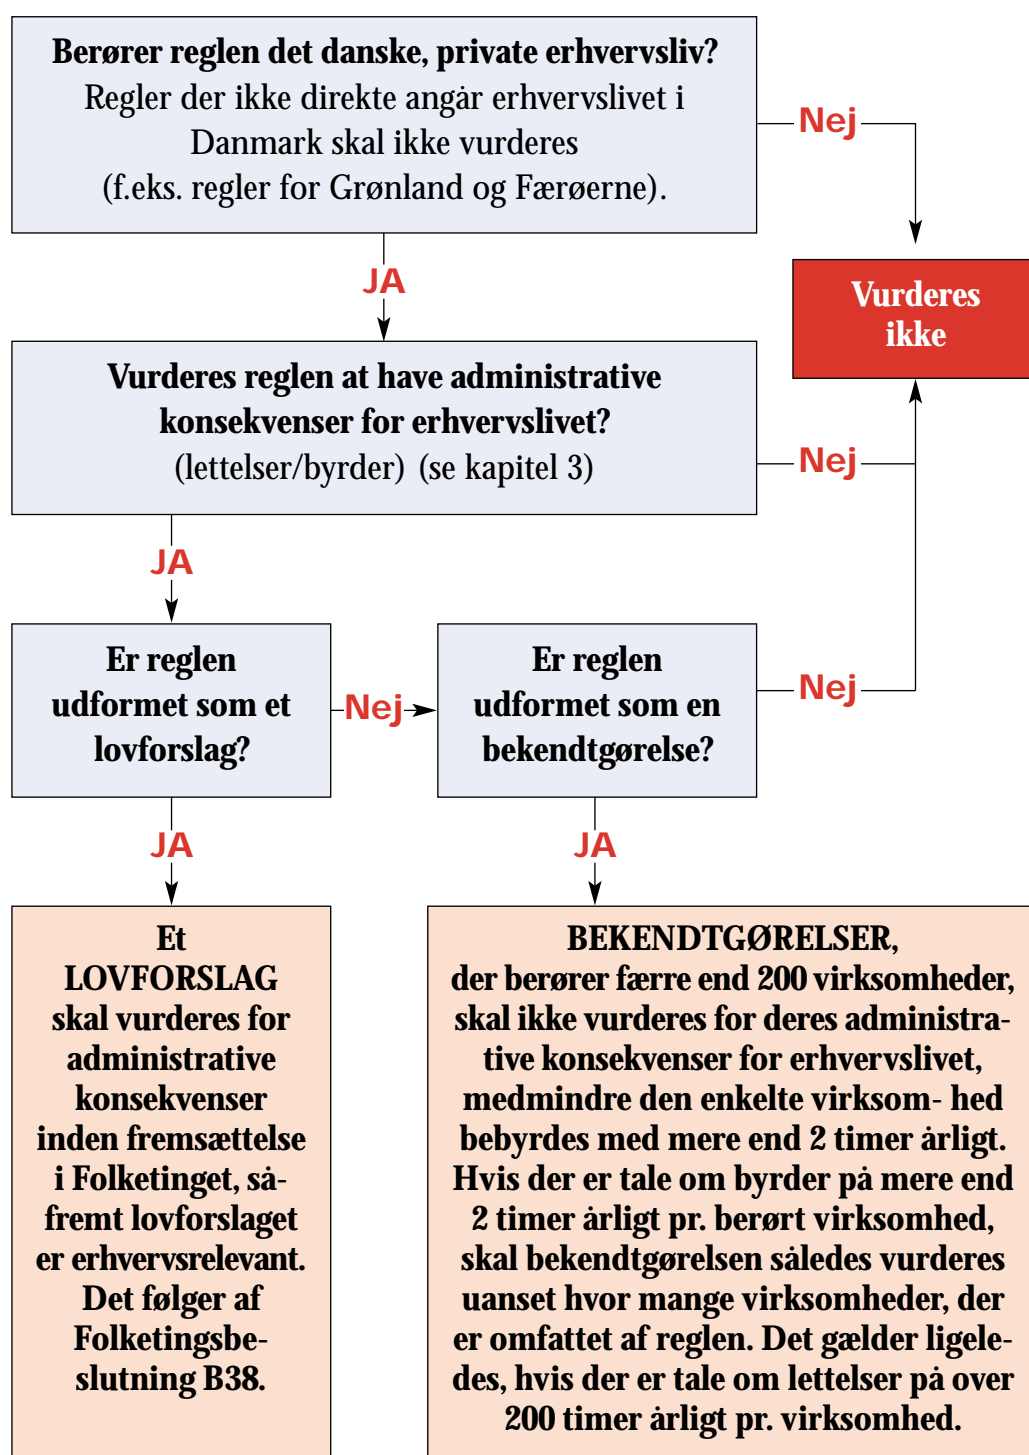 Berører reglen det danske, private erhvervsliv?
Regler der ikke direkte angår erhvervslivet i
Danmark skal ikke vurderes
(f.eks. regler for Grønland og Færøerne).
Nej
JA
Vurderes
ikke
Vurderes reglen at have administrative
konsekvenser for erhvervslivet?
(lettelser/byrder) (se kapitel 3)
Nej
JA
Er reglen
udformet som et
lovforslag?
Nej
Er reglen
udformet som en
bekendtgørelse?
Nej
JA
JA
Et
LOVFORSLAG
skal vurderes for
administrative
konsekvenser
inden fremsættelse
i Folketinget, så-
fremt lovforslaget
er erhvervsrelevant.
Det følger af
Folketingsbe-
slutning B38.
BEKENDTGØRELSER,
der berører færre end 200 virksomheder,
skal ikke vurderes for deres administra-
tive konsekvenser for erhvervslivet,
medmindre den enkelte virksom- hed
bebyrdes med mere end 2 timer årligt.
Hvis der er tale om byrder på mere end
2 timer årligt pr. berørt virksomhed,
skal bekendtgørelsen således vurderes
uanset hvor mange virksomheder, der
er omfattet af reglen. Det gælder ligele-
des, hvis der er tale om lettelser på over
200 timer årligt pr. virksomhed.